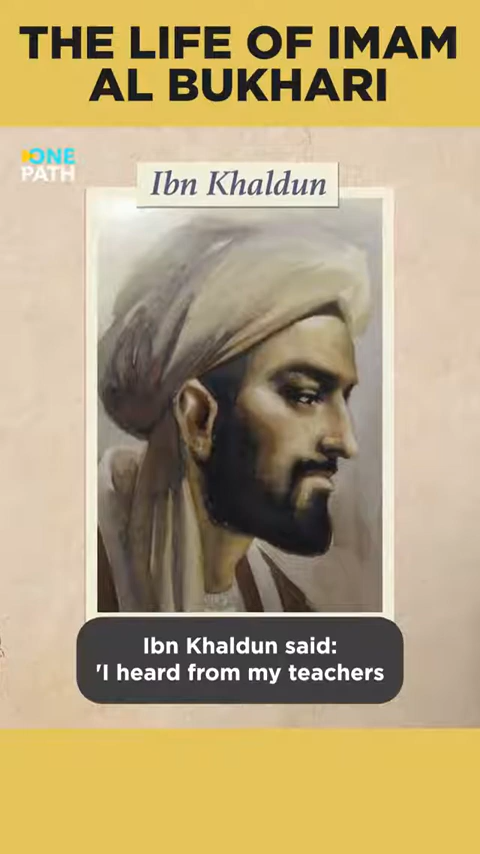 THE LIFE OF IMAM
AL BUKHARI
ONE
PATH
Ibn Khaldun
Ibn Khaldun said:
'I heard from my teachers